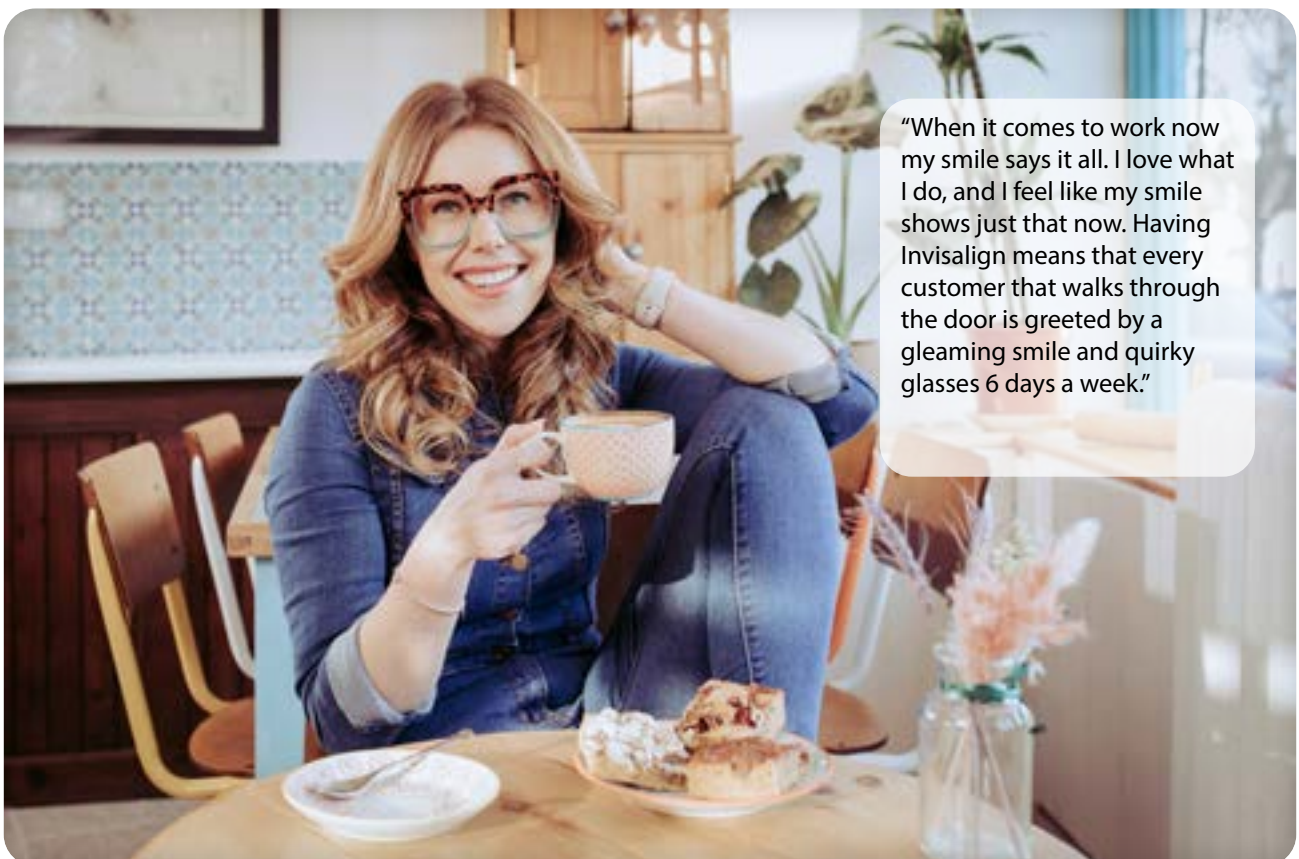 “When it comes to work now
my smile says it all. I love what
I do, and I feel like my smile
shows just that now. Having
Invisalign means that every
customer that walks through
the door is greeted by a
gleaming smile and quirky
glasses 6 days a week.”